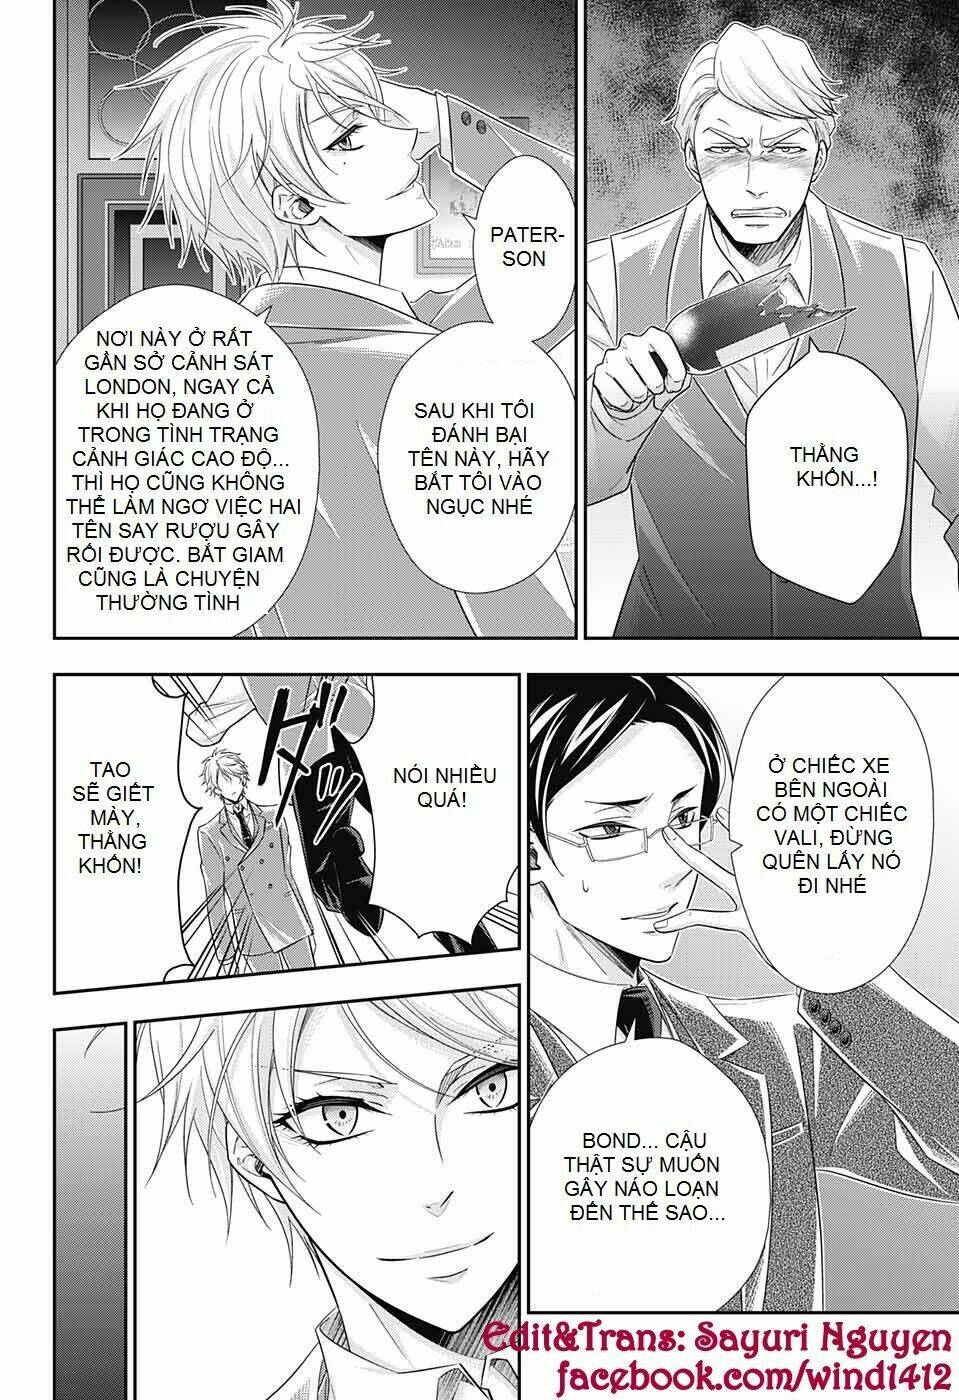 THẰNG
KHỐN...!
PATER-
SON
SAU KHI TÔI
ĐÁNH BẠI
TÊN NÀY, HÃY
BẮT TÔI VÀO
NGỤC NHÉ
NƠI NÀY Ở RẤT
GẦN SỞ CẢNH SÁT
LONDON, NGAY CẢ
KHI HỌ ĐANG Ở
TRONG TÌNH TRẠNG
CẢNH GIÁC CAO ĐỘ...
THÌ HỌ CŨNG KHÔNG
THỂ LÀM NGƠ VIỆC HAI
TÊN SAY RƯỢU GÂY
RỐI ĐƯỢC. BẮT GIAM
CŨNG LÀ CHUYỆN
THƯỜNG TÌNH
Ở CHIẾC XE
BÊN NGOÀI
CÓ MỘT CHIẾC
VALI, ĐỪNG
QUÊN LẤY NÓ
ĐI NHÉ
BOND... CẬU
THẬT SỰ MUỐN
GÂY NÁO LOẠN
ĐẾN THẾ SAO...
NÓI NHIỀU
QUÁ!
ドドド
TAO
SẼ GIẾT
MÀY,
THẰNG
KHỐN!
Edit&Trans: Sayuri Nguyen
facebook.com/wind1412